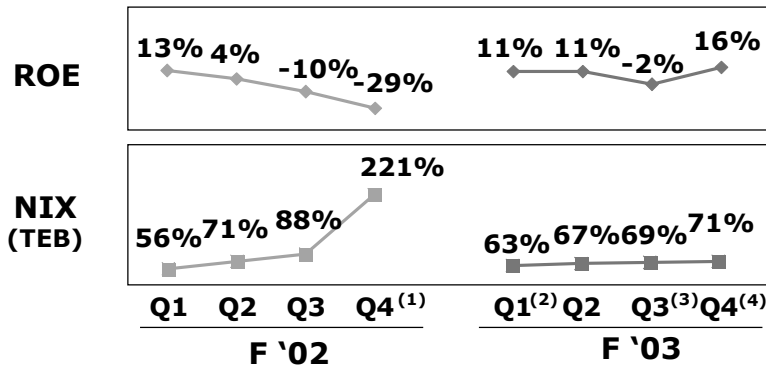 ROE
13% 4% -10% -29% 11% 11% -2% 16%
NIX
(TEB)
56% 71% 88% 221% 63% 67% 69% 71%
Q1 Q2 Q3 Q4(1) Q1(2) Q2 Q3(3) Q4(4)
F ‘02 F ‘03